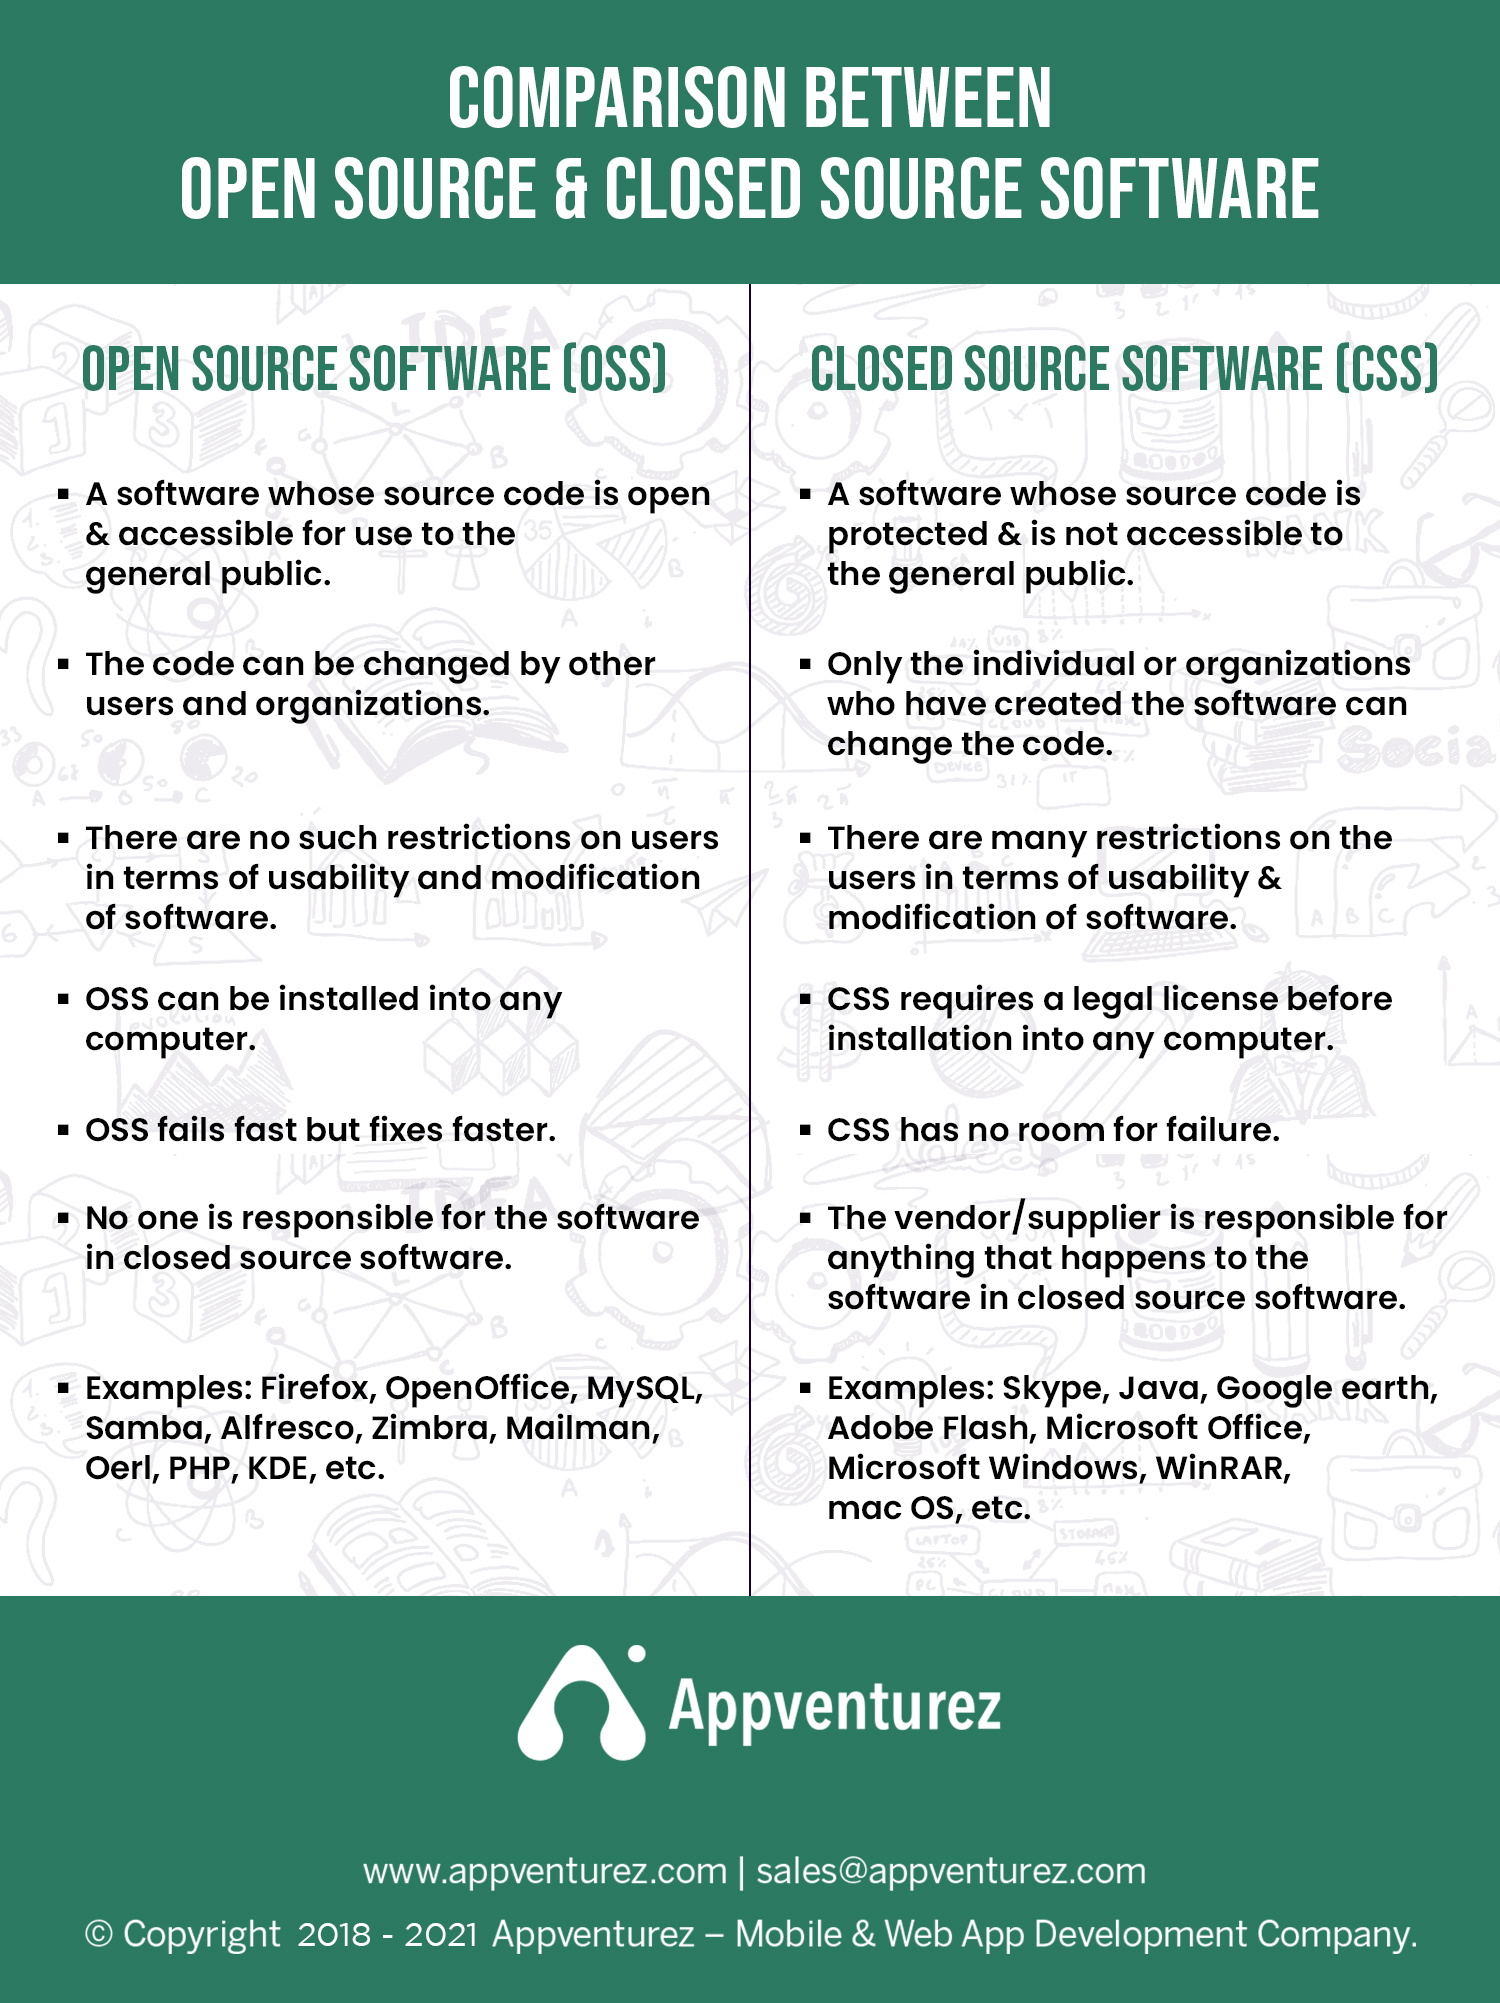 COMPARISON BETWEEN
OPEN SOURCE & CLOSED SOURCE SOFTWARE
OPEN SOURCE SOFTWARE (OSS)
▪ A software whose source code is open
& accessible for use to the
general public.
▪ The code can be changed by other
users and organizations.
▪ There are no such restrictions on users
in terms of usability and modification
of software.
▪ OSS can be installed into any
computer.
▪ OSS fails fast but fixes faster.
▪ No one is responsible for the software
in closed source software.
▪ Examples: Firefox, OpenOffice, MySQL,
Samba, Alfresco, Zimbra, Mailman,
Oerl, PHP, KDE, etc.
CLOSED SOURCE SOFTWARE (CSS)
▪ A software whose source code is
protected & is not accessible to
the general public.
▪ Only the individual or organizations
who have created the software can
change the code.
▪ There are many restrictions on the
users in terms of usability &
modification of software.
▪ CSS requires a legal license before
installation into any computer.
▪ CSS has no room for failure.
▪ The vendor/supplier is responsible for
anything that happens to the
software in closed source software.
▪ Examples: Skype, Java, Google earth,
Adobe Flash, Microsoft Office,
Microsoft Windows, WinRAR,
mac OS, etc.
Appventurez
www.appventurez.com | sales@appventurez.com
© Copyright 2018 - 2021 Appventurez – Mobile & Web App Development Company.